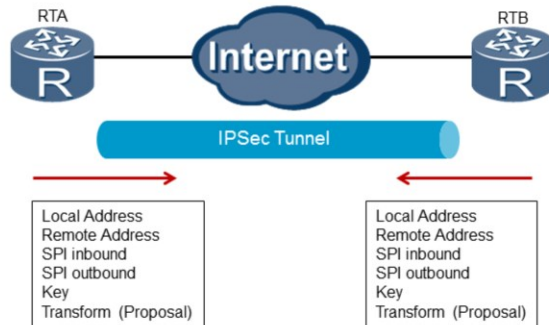 RTA
RTB
R
Internet
R
IPSec Tunnel
Local Address
Remote Address
SPI inbound
SPI outbound
Key
Transform (Proposal)
Local Address
Remote Address
SPI inbound
SPI outbound
Key
Transform (Proposal)